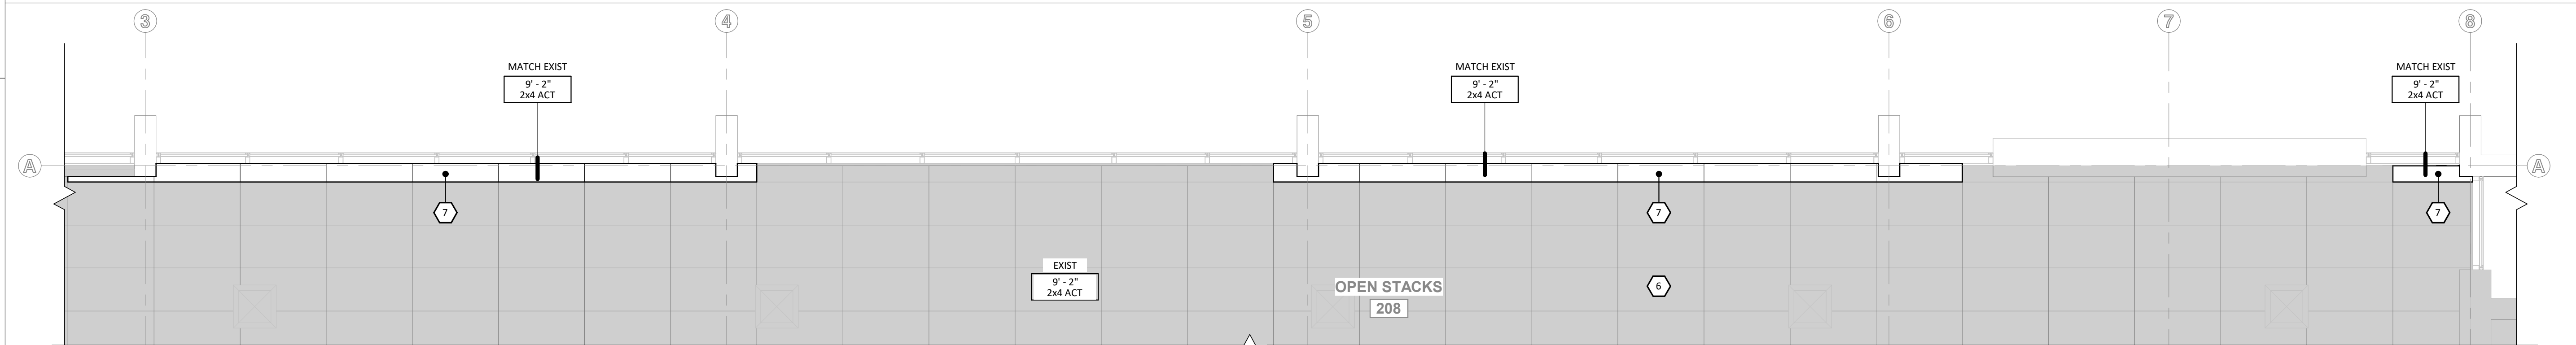 3
4
5
6
7
8
MATCH EXIST
9' - 2"
2x4 ACT
MATCH EXIST
9' - 2"
2x4 ACT
MATCH EXIST
9' - 2"
2x4 ACT
A
A
7
7
7
EXIST
9' - 2"
2x4 ACT
OPEN STACKS
208
6